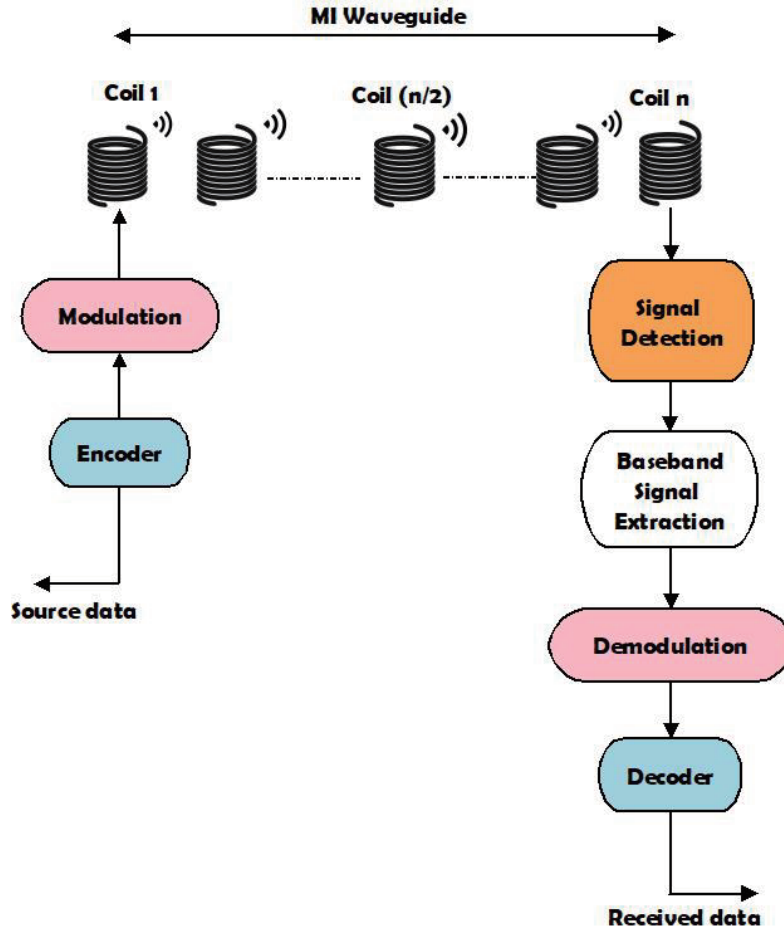 MI Waveguide
Coil 1
Coil (n/2)
Coil n
Modulation
Encoder
Source data
Signal
Detection
Baseband
Signal
Extraction
Demodulation
Decoder
Received data